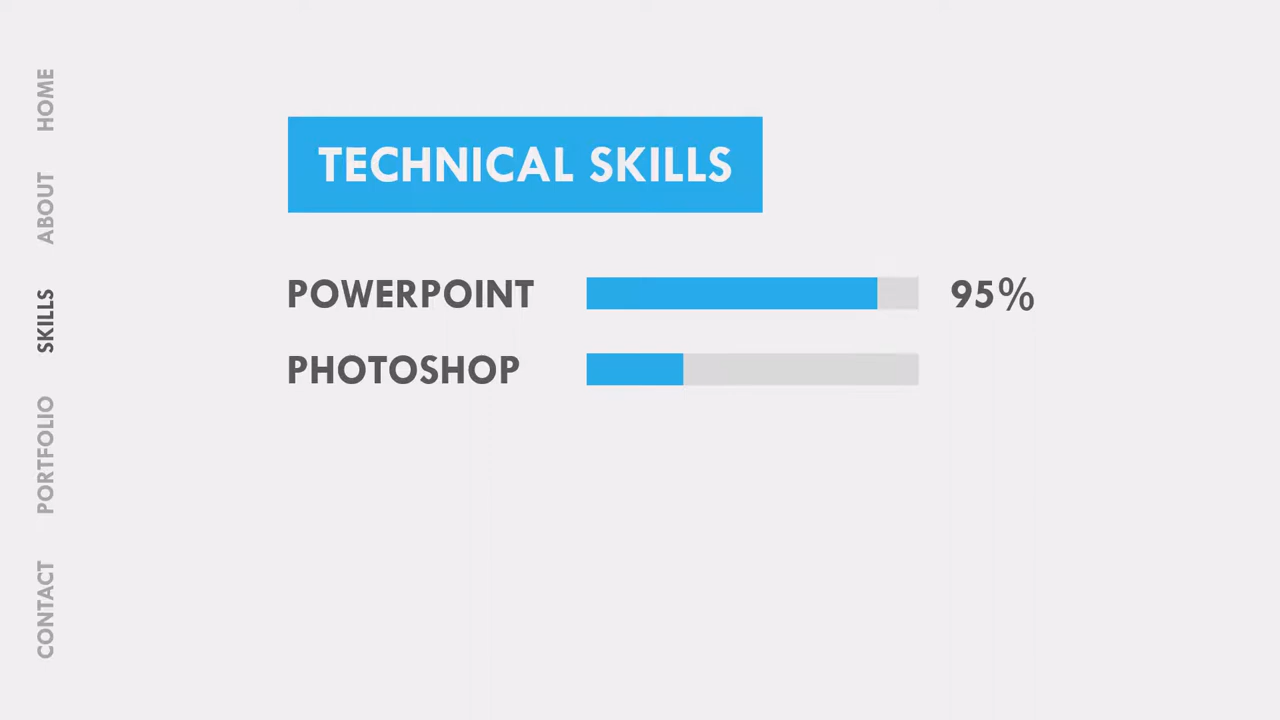 HOME
ABOUT
SKILLS
PORTFOLIO
CONTACT
TECHNICAL SKILLS
POWERPOINT 95%
PHOTOSHOP